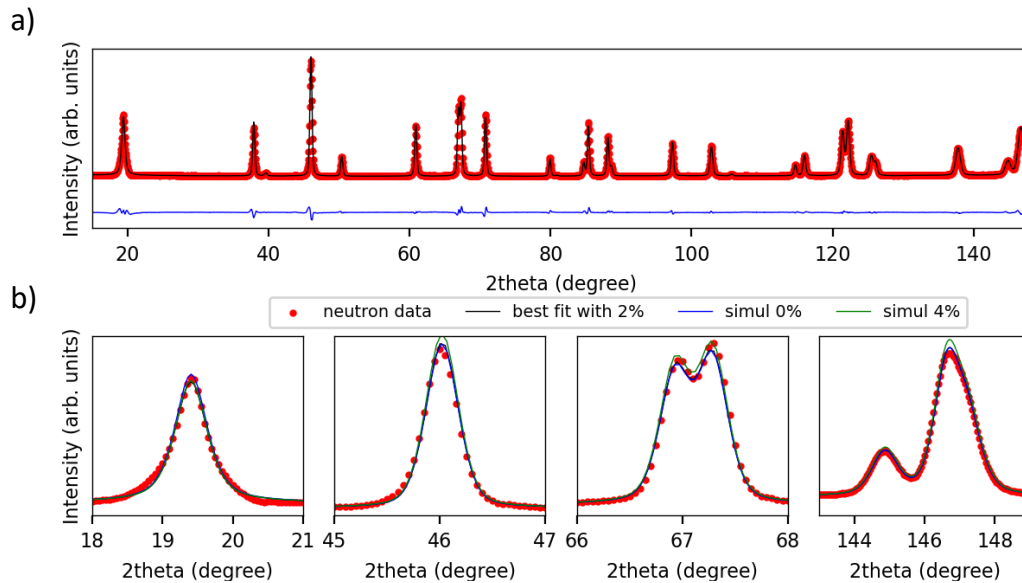 a)
Intensity (arb. units)
20 40 60 80 100 120 140
2theta (degree)
b)
neutron data best fit with 2% simul 0% simul 4%
Intensity (arb. units)
18 19 20 21 45 46 47 66 67 68 144 146 148
2theta (degree) 2theta (degree) 2theta (degree) 2theta (degree)